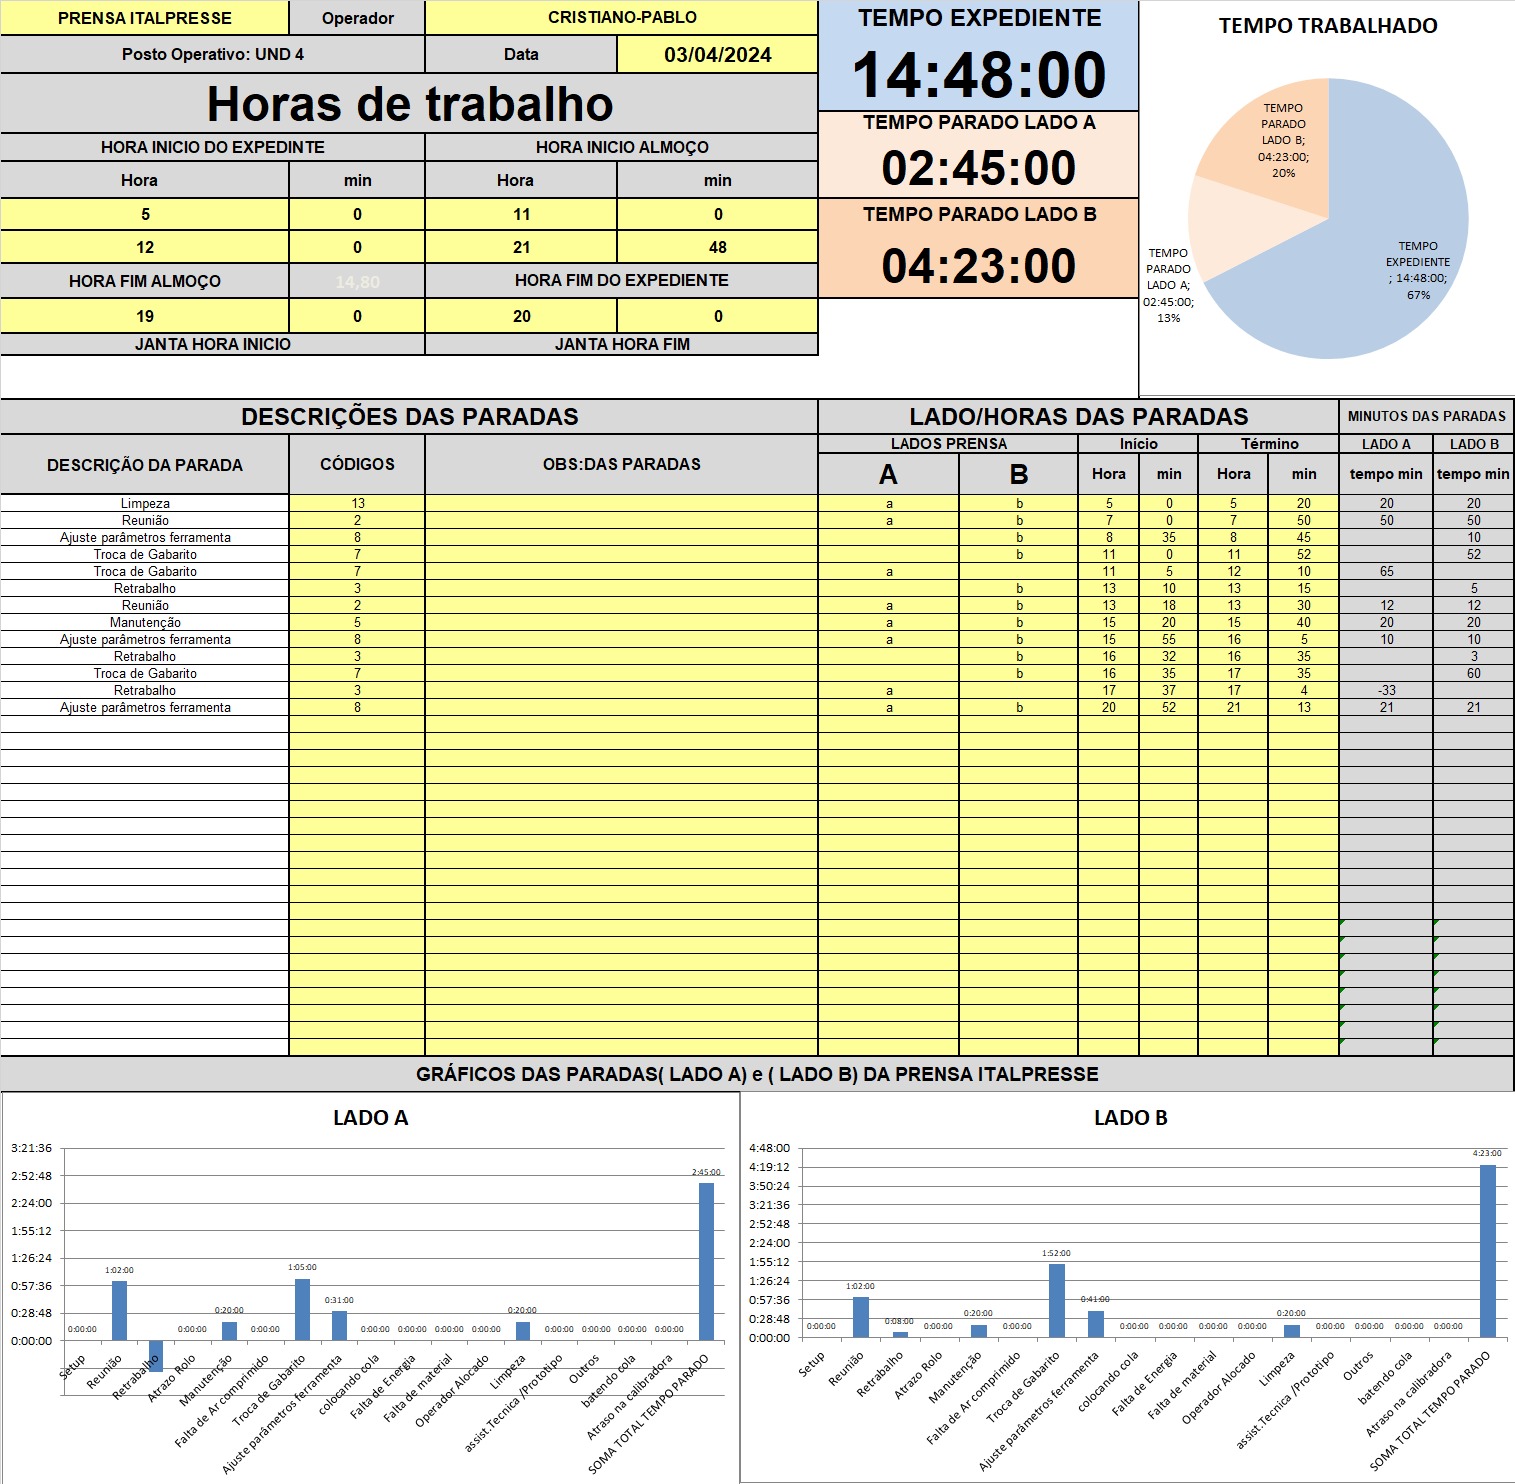 PRENSA ITALPRESSE Operador CRISTIANO-PABLO
Posto Operativo: UND 4 Data 03/04/2024
Horas de trabalho
HORA INICIO DO EXPEDINTE HORA INICIO ALMOÇO
Hora min Hora min
5 0 11 0
12 0 21 48
HORA FIM ALMOÇO 14,80 HORA FIM DO EXPEDIENTE
19 0 20 0
JANTA HORA INICIO JANTA HORA FIM
TEMPO EXPEDIENTE
14:48:00
TEMPO PARADO LADO A
02:45:00
TEMPO PARADO LADO B
04:23:00
TEMPO TRABALHADO
TEMPO
PARADO
LADO B;
04:23:00;
20%
TEMPO
PARADO
LADO A;
02:45:00;
13%
TEMPO
EXPEDIENTE
; 14:48:00;
67%
DESCRIÇÕES DAS PARADAS LADO/HORAS DAS PARADAS MINUTOS DAS PARADAS
DESCRIÇÃO DA PARADA CÓDIGOS OBS:DAS PARADAS LADOS PRENSA Início Término LADO A LADO B
A B Hora min Hora min tempo min tempo min
Limpeza 13 a b 5 0 5 20 20 20
Reunião 2 a b 7 0 7 50 50 50
Ajuste parâmetros ferramenta 8 b 8 35 8 45 10
Troca de Gabarito 7 b 11 0 11 52 52
Troca de Gabarito 7 a 11 5 12 10 65
Retrabalho 3 b 13 10 13 15 5
Reunião 2 a b 13 18 13 30 12 12
Manutenção 5 a b 15 20 15 40 20 20
Ajuste parâmetros ferramenta 8 a b 15 55 16 5 10 10
Retrabalho 3 b 16 32 16 35 3
Troca de Gabarito 7 b 16 35 17 35 60
Retrabalho 3 a 17 37 17 4 -33
Ajuste parâmetros ferramenta 8 a b 20 52 21 13 21 21
GRÁFICOS DAS PARADAS( LADO A) e ( LADO B) DA PRENSA ITALPRESSE
LADO A
3:21:36
2:52:48
2:24:00
1:55:12
1:26:24
0:57:36
0:28:48
0:00:00
0:00:00 1:02:00 0:00:00 0:20:00 0:00:00 1:05:00 0:31:00 0:00:00 0:00:00 0:00:00 0:00:00 0:20:00 0:00:00 0:00:00 0:00:00 0:00:00 2:45:00
Setup
Reunião
Retrabalho
Atrazo Rolo
Manutenção
Falta de Ar comprimido
Troca de Gabarito
Ajuste parâmetros ferramenta
colocando cola
Falta de Energia
Falta de material
Operador Alocado
Limpeza
assist.Tecnica /Prototipo
Outros
batendo cola
Atraso na calibradora
SOMA TOTAL TEMPO PARADO
LADO B
4:48:00
4:19:12
3:50:24
3:21:36
2:52:48
2:24:00
1:55:12
1:26:24
0:57:36
0:28:48
0:00:00
0:00:00 1:02:00 0:08:00 0:00:00 0:20:00 0:00:00 1:52:00 0:41:00 0:00:00 0:00:00 0:00:00 0:00:00 0:20:00 0:00:00 0:00:00 0:00:00 0:00:00 4:23:00
Setup
Reunião
Retrabalho
Atrazo Rolo
Manutenção
Falta de Ar comprimido
Troca de Gabarito
Ajuste parâmetros ferramenta
colocando cola
Falta de Energia
Falta de material
Operador Alocado
Limpeza
assist.Tecnica /Prototipo
Outros
batendo cola
Atraso na calibradora
SOMA TOTAL TEMPO PARADO